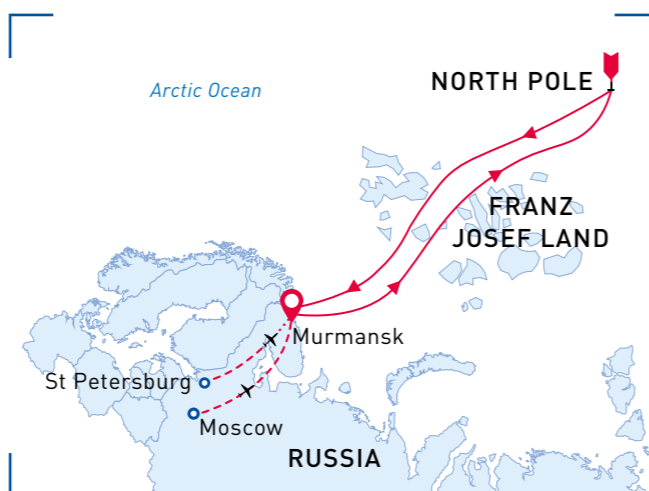 NORTH POLE
Arctic Ocean
FRANZ
JOSEF LAND
Murmansk
St Petersburg
Moscow
RUSSIA